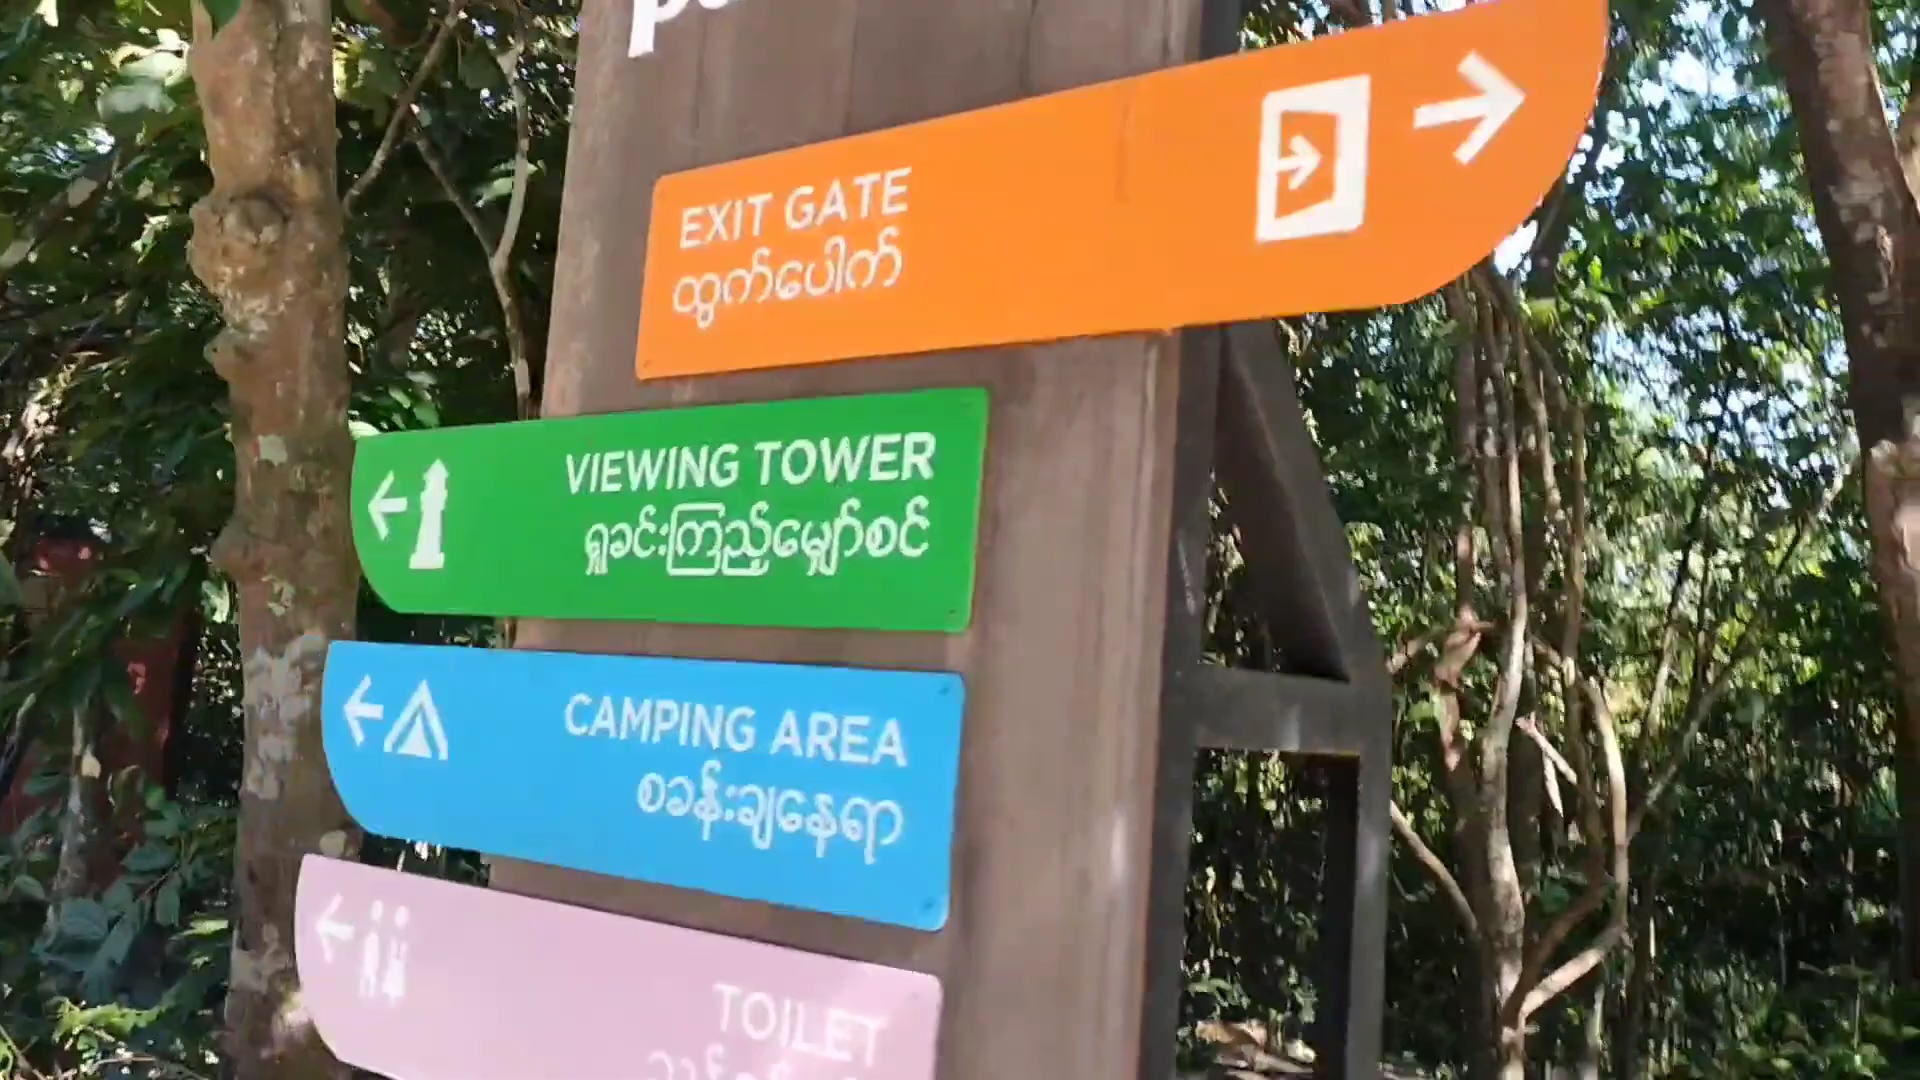 EXIT GATE
ထွက်ပေါက်
VIEWING TOWER
ရှုခင်းကြည့်မျှော်စင်
CAMPING AREA
စခန်းချနေရာ
TOILET